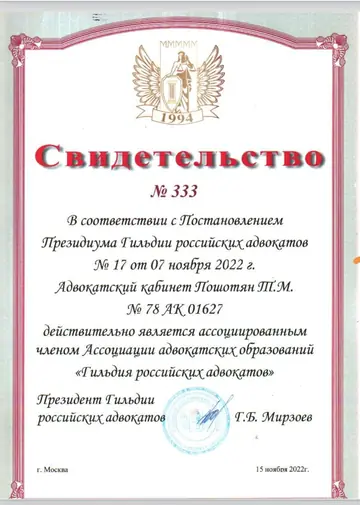 1994
Свидетельство
№ 333
В соответствии с Постановлением
Президиума Гильдии российских адвокатов
№ 17 от 07 ноября 2022 г.
Адвокатский кабинет Пошотян Т.М.
№ 78 АК 01627
действительно является ассоциированным
членом Ассоциации адвокатских образований
«Гильдия российских адвокатов»
Президент Гильдии
российских адвокатов Г.Б. Мирзоев
г. Москва 15 ноября 2022г.